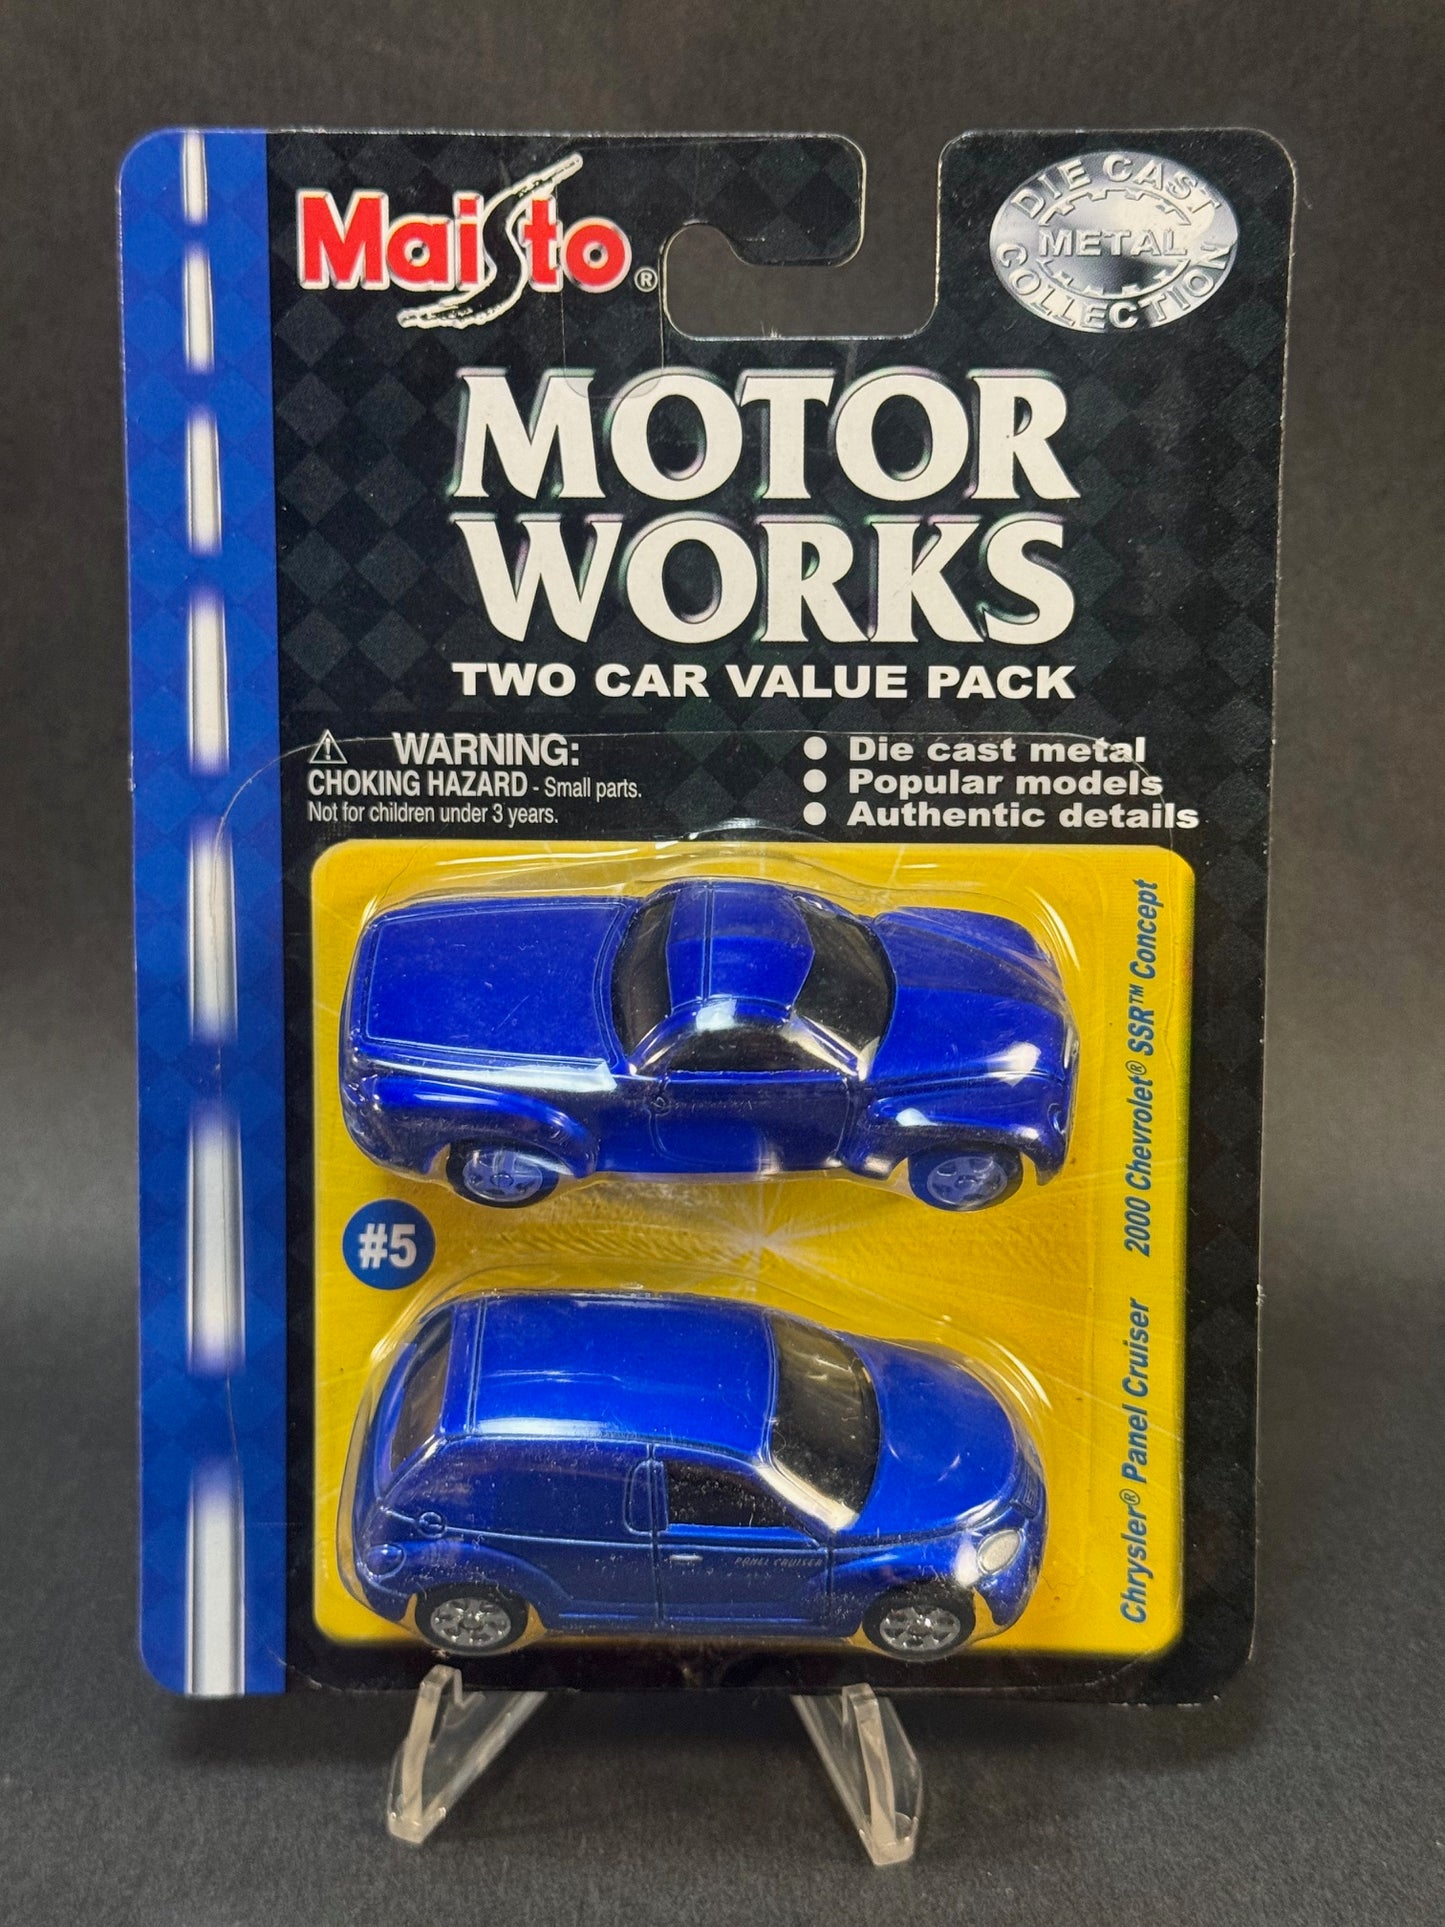 Maisto®
DIE CAST
METAL
COLLECTION
MOTOR
WORKS
TWO CAR VALUE PACK
WARNING:
CHOKING HAZARD - Small parts.
Not for children under 3 years.
● Die cast metal
● Popular models
● Authentic details
2000 Chevrolet® SSR™ Concept
#5
Chrysler® Panel Cruiser
PANEL CRUISER